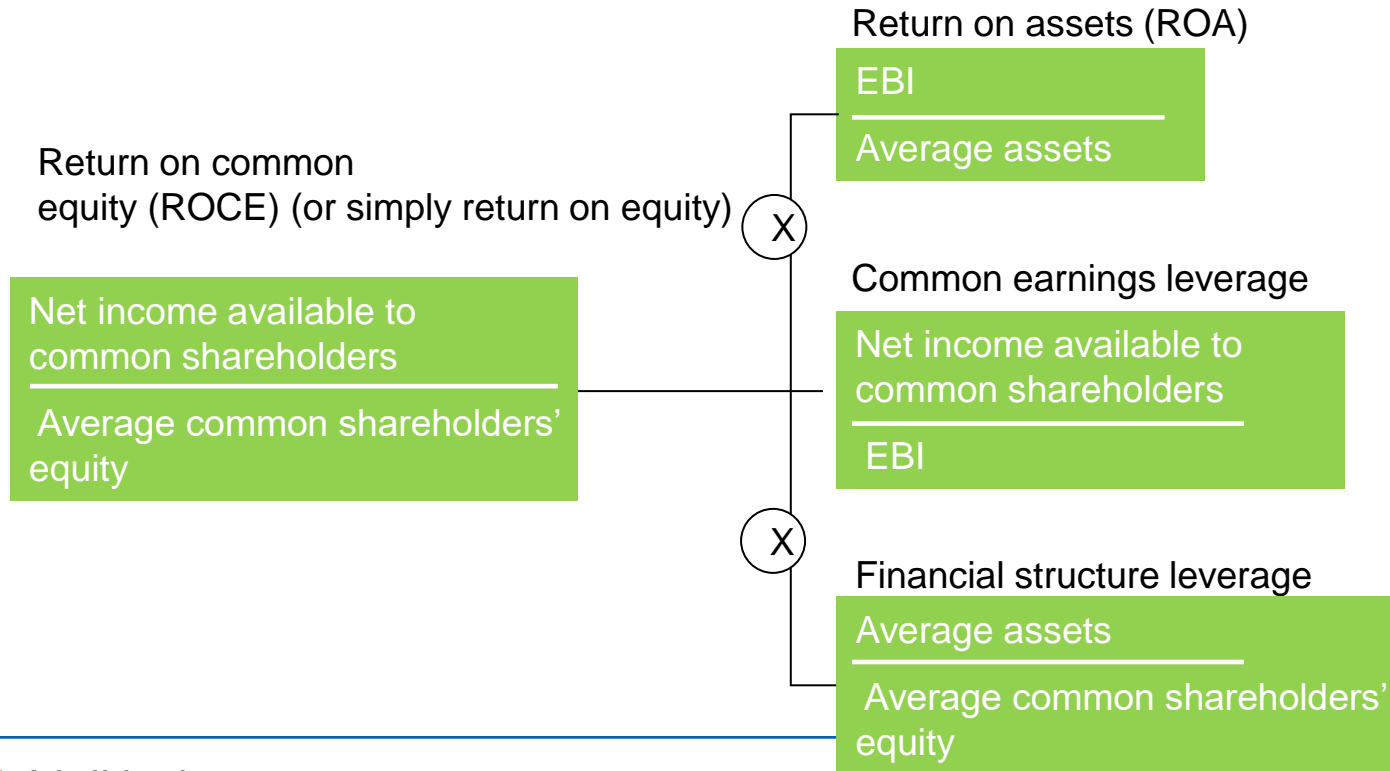 Return on assets (ROA)
EBI
Average assets
Return on common
equity (ROCE) (or simply return on equity)
X
Common earnings leverage
Net income available to
common shareholders
EBI
Net income available to
common shareholders
Average common shareholders’
equity
X
Financial structure leverage
Average assets
Average common shareholders’
equity